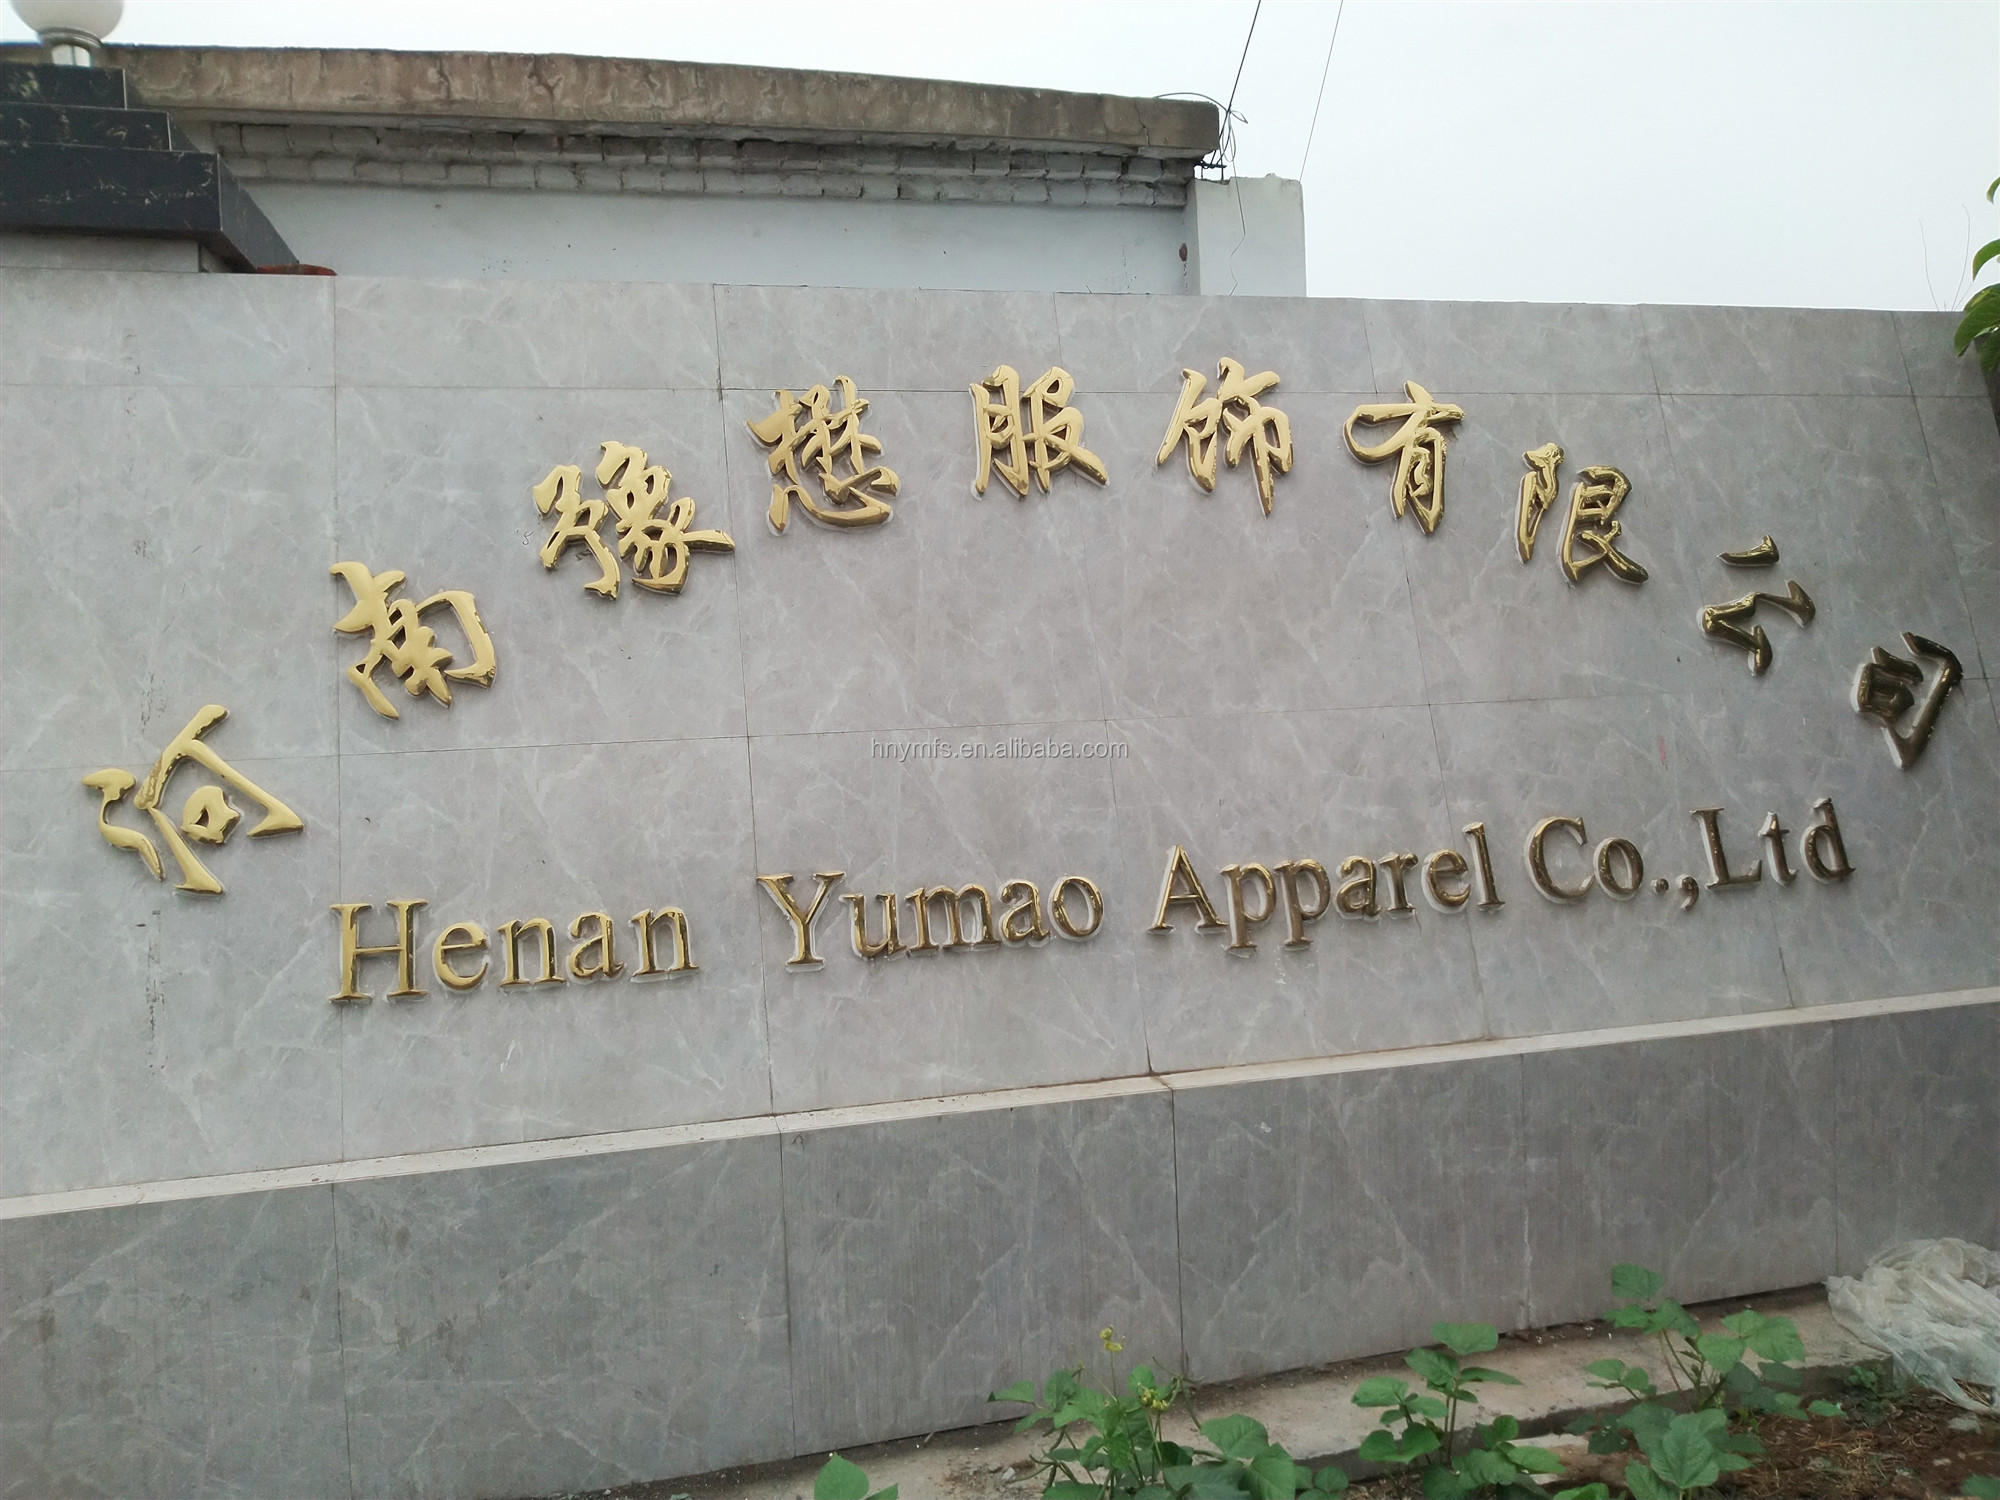 河南豫懋服饰有限公司
hnymfs.en.alibaba.com
Henan Yumao Apparel Co.,Ltd